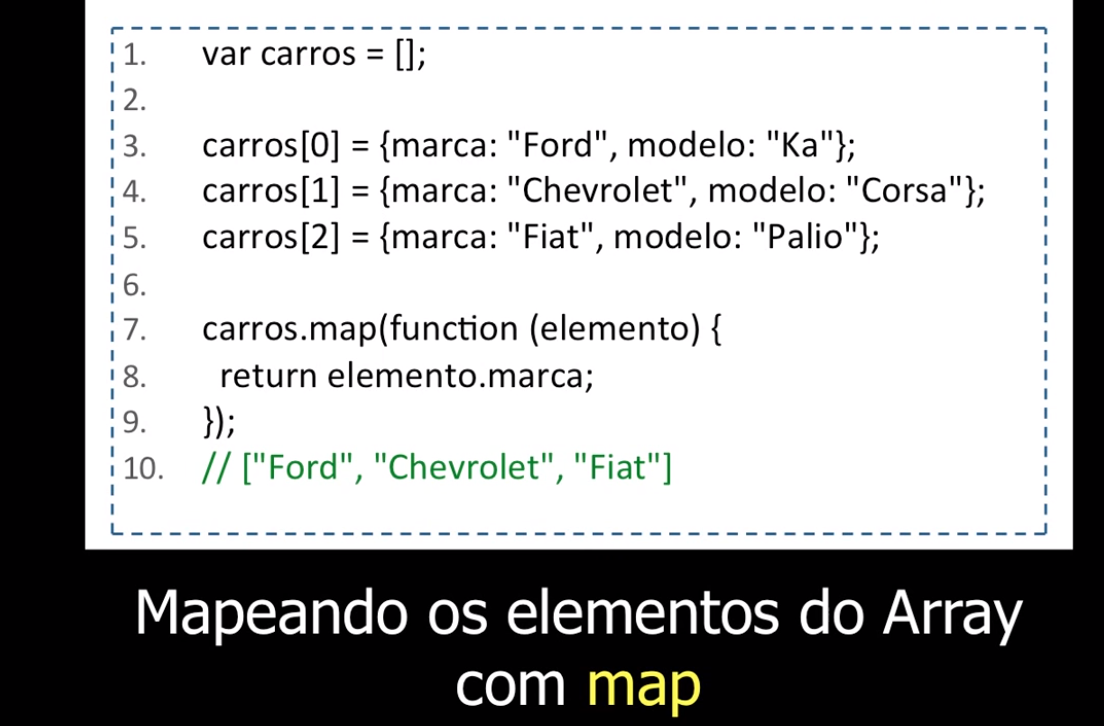 1. var carros = [];
2.
3. carros[0] = {marca: "Ford", modelo: "Ka"};
4. carros[1] = {marca: "Chevrolet", modelo: "Corsa"};
5. carros[2] = {marca: "Fiat", modelo: "Palio"};
6.
7. carros.map(function (elemento) {
8. return elemento.marca;
9. });
10. // ["Ford", "Chevrolet", "Fiat"]
Mapeando os elementos do Array
com map